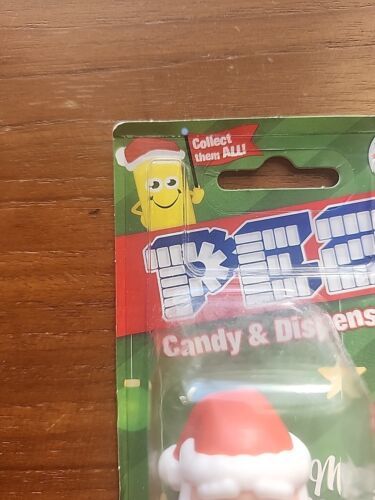 Collect
them ALL!
PEZ
Candy & Dispens
M